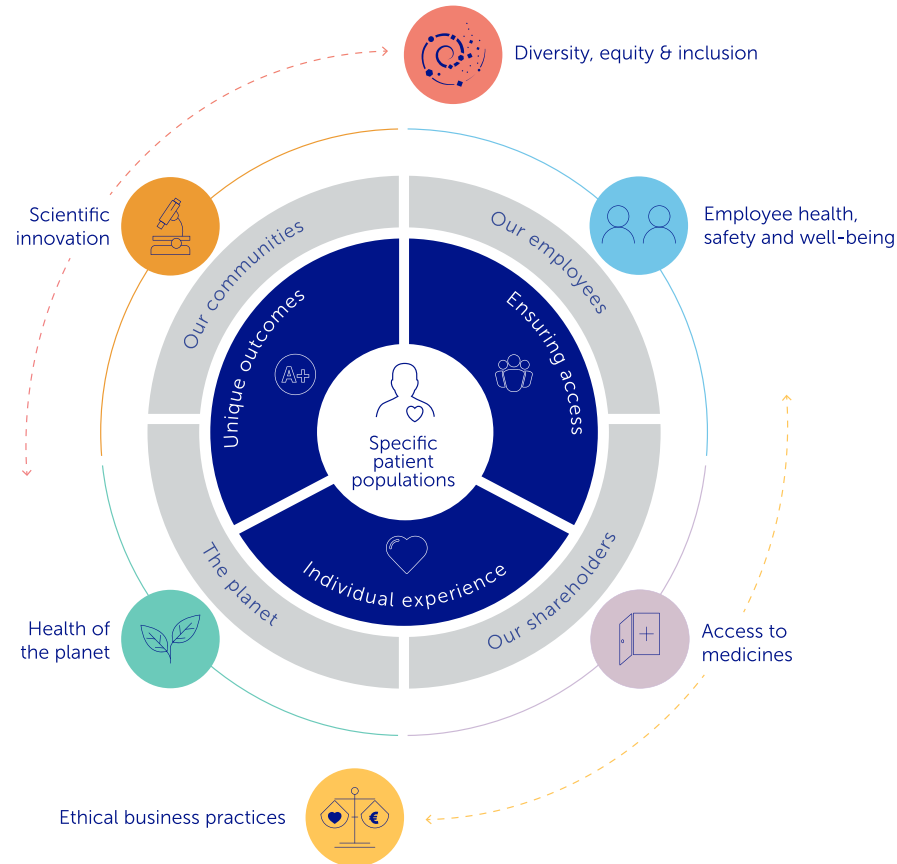 Diversity, equity & inclusion
Scientific
innovation
Employee health,
safety and well-being
Our communities
Our employees
Unique outcomes
A+
Ensuring access
Specific
patient
populations
Individual experience
The planet
Our shareholders
Health of
the planet
Access to
medicines
€
Ethical business practices